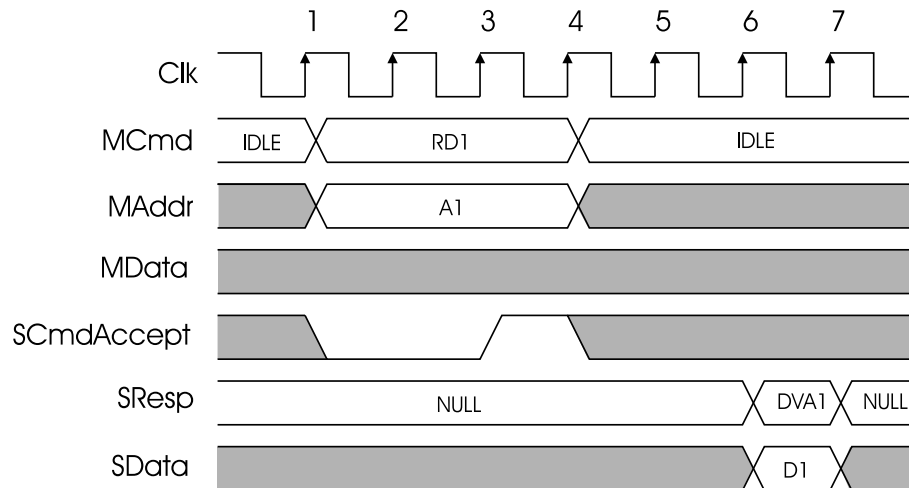 1 2 3 4 5 6 7
Clk
MCmd IDLE RD1 IDLE
MAddr A1
MData
SCmdAccept
SResp NULL DVA1 NULL
SData D1